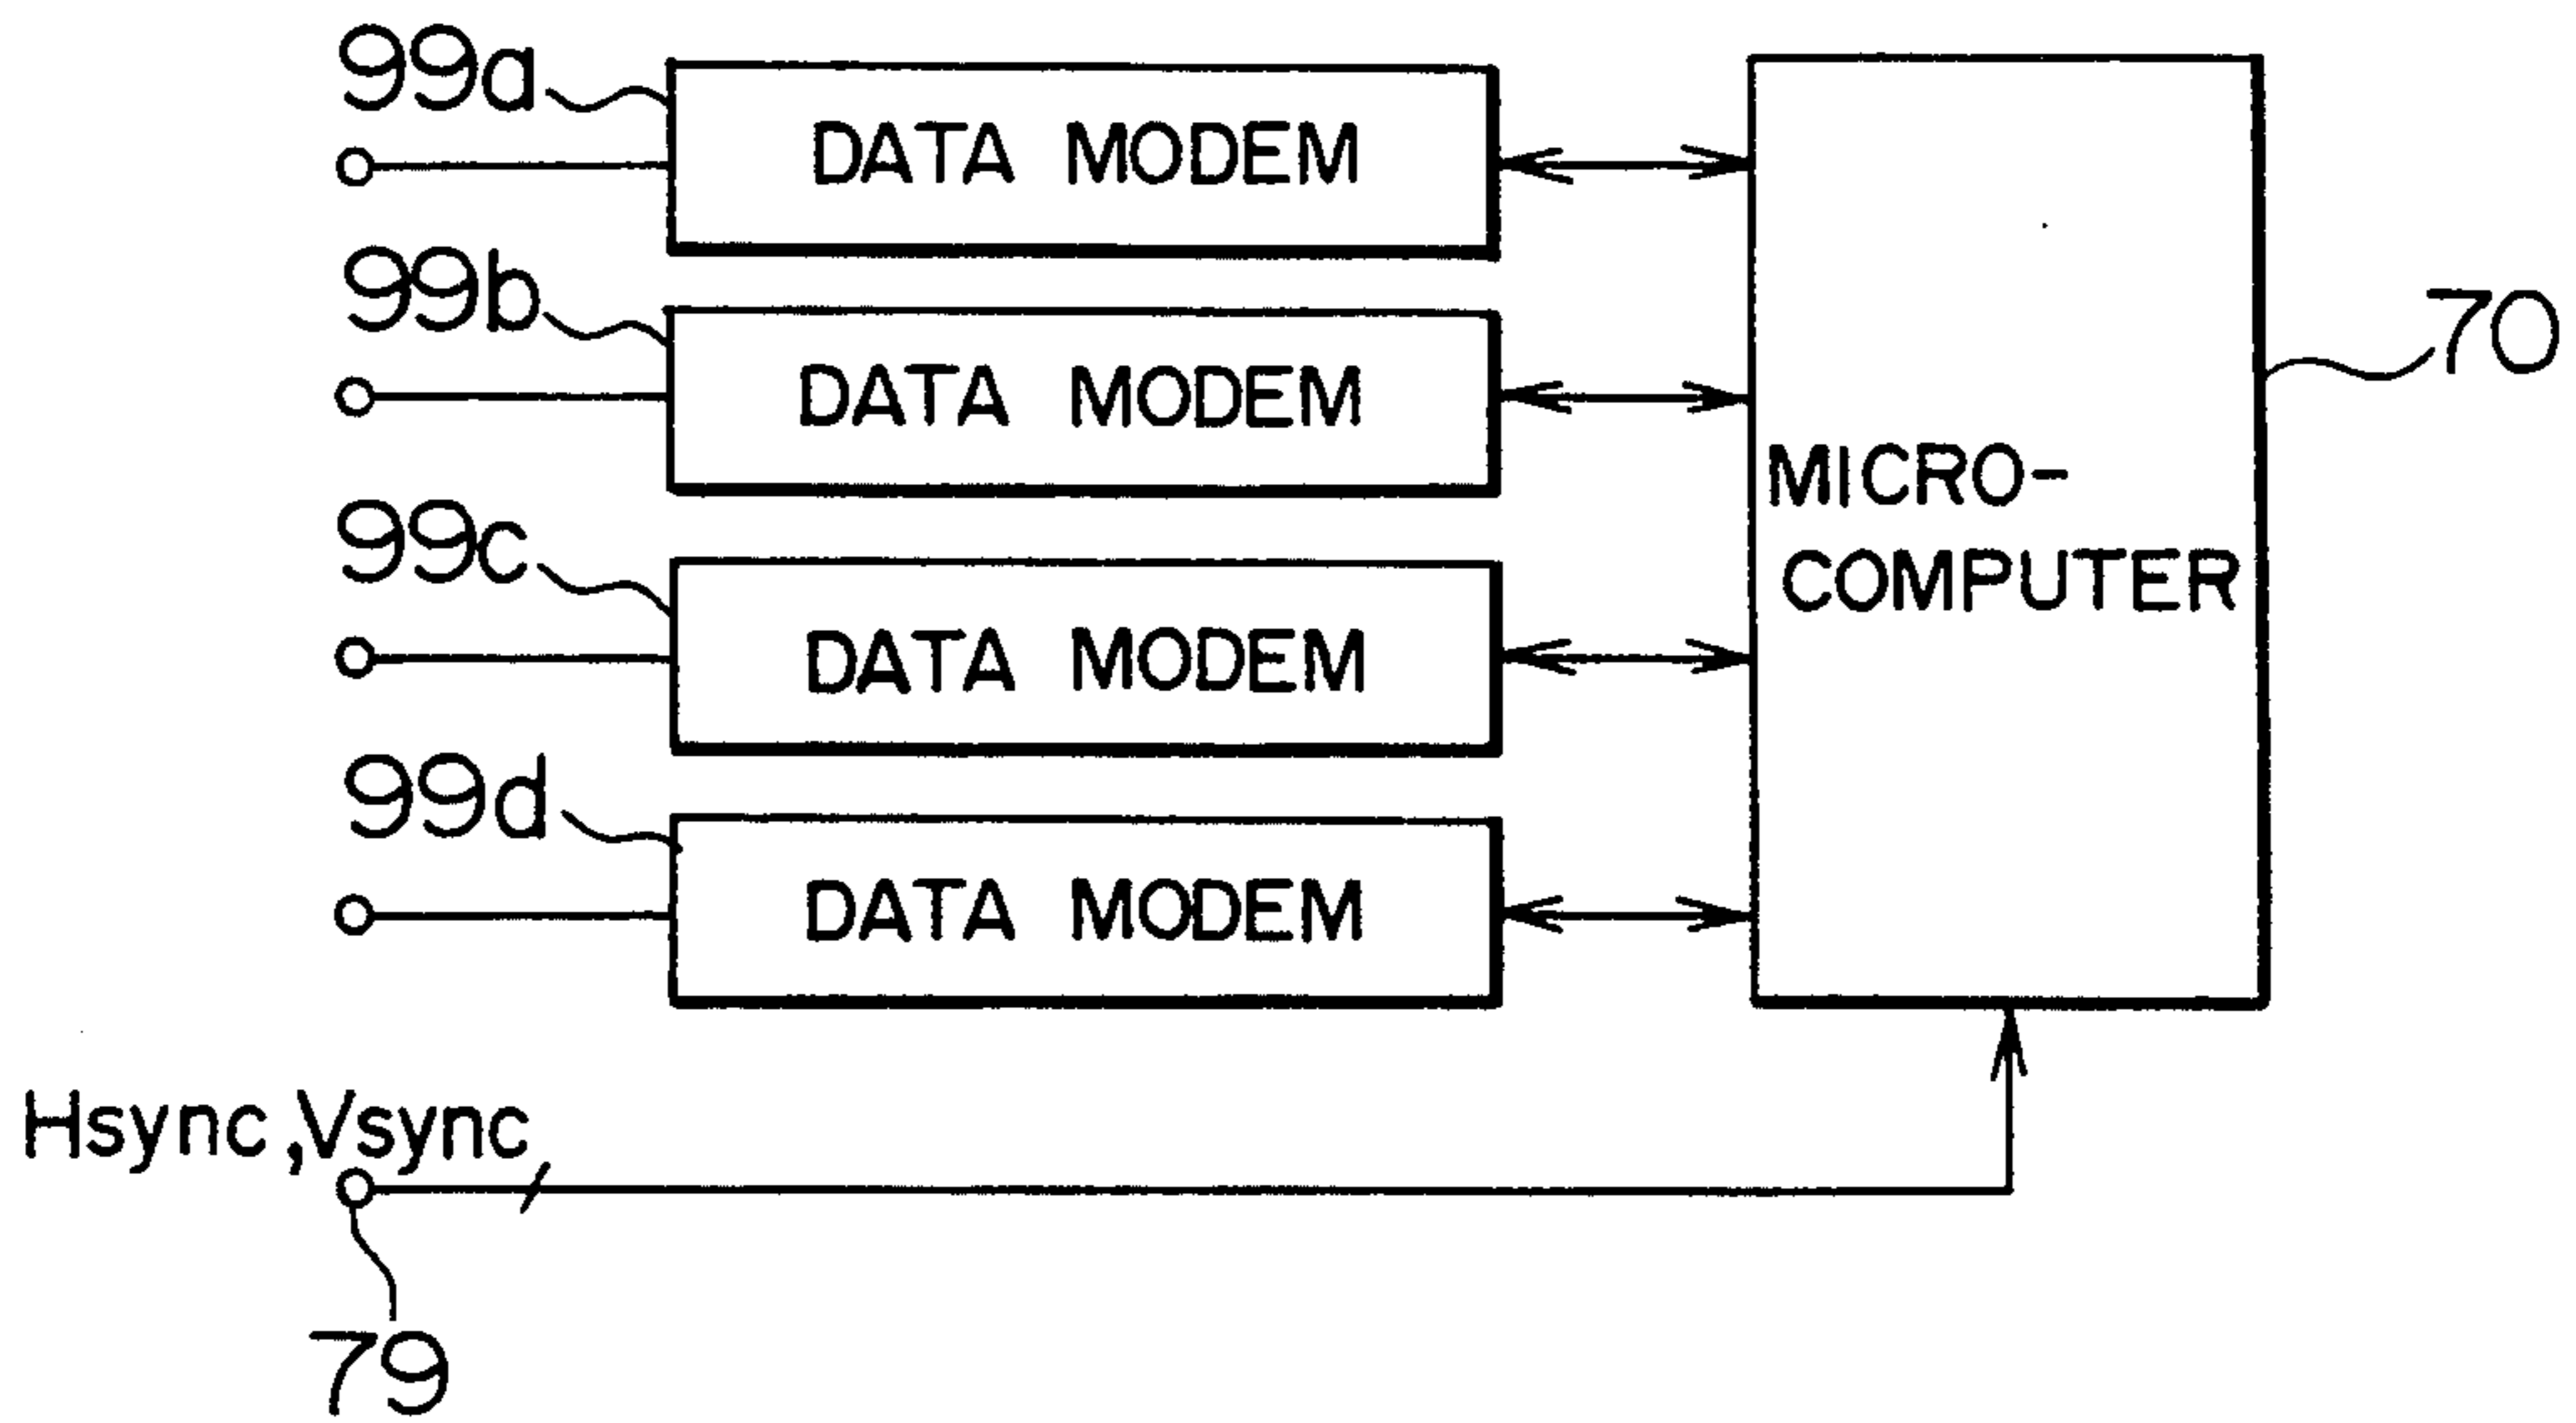 99a
DATA MODEM
99b
DATA MODEM
70
MICRO-
COMPUTER
99c
DATA MODEM
99d
DATA MODEM
Hsync,Vsync
79